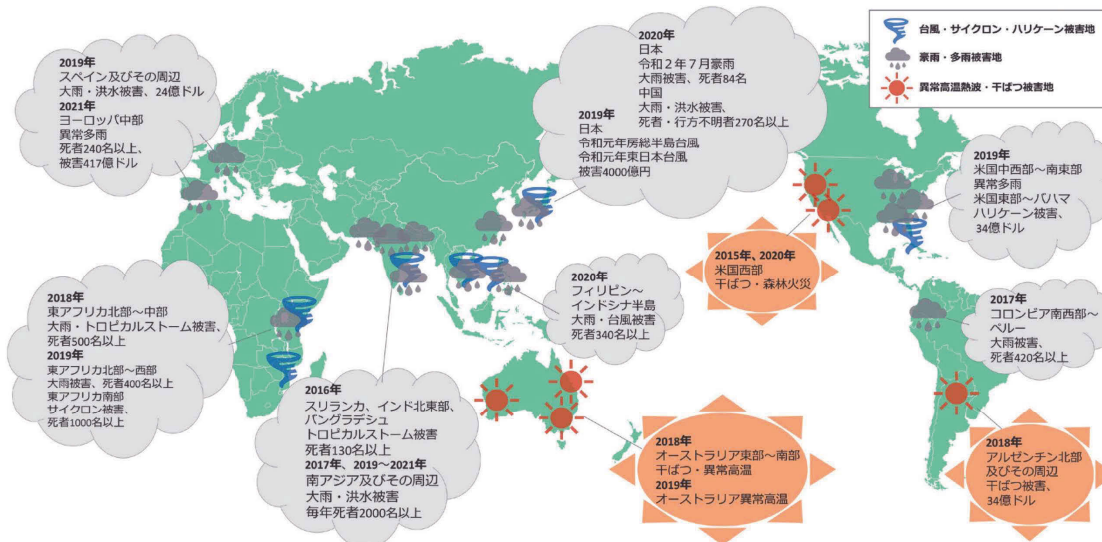 台風・サイクロン・ハリケーン被害地
豪雨・多雨被害地
異常高温熱波・干ばつ被害地
2019年
スペイン及びその周辺
大雨・洪水被害、24億ドル
2021年
ヨーロッパ中部
異常多雨
死者240名以上、
被害417億ドル
2020年
日本
令和2年7月豪雨
大雨被害、死者84名
中国
大雨・洪水被害、
死者・行方不明者270名以上
2019年
日本
令和元年房総半島台風
令和元年東日本台風
被害4000億円
2019年
米国中西部～南東部
異常多雨
米国東部～バハマ
ハリケーン被害、
34億ドル
2015年、2020年
米国西部
干ばつ・森林火災
2018年
東アフリカ北部～中部
大雨・トロピカルストーム被害、
死者500名以上
2019年
東アフリカ北部～西部
大雨被害、死者400名以上
東アフリカ南部
サイクロン被害、
死者1000名以上
2016年
スリランカ、インド北東部、
バングラデシュ
トロピカルストーム被害
死者130名以上
2017年、2019～2021年
南アジア及びその周辺
大雨・洪水被害
毎年死者2000名以上
2020年
フィリピン～
インドシナ半島
大雨・台風被害
死者340名以上
2017年
コロンビア南西部～
ペルー
大雨被害、
死者420名以上
2018年
オーストラリア東部～南部
干ばつ・異常高温
2019年
オーストラリア異常高温
2018年
アルゼンチン北部
及びその周辺
干ばつ被害、
34億ドル